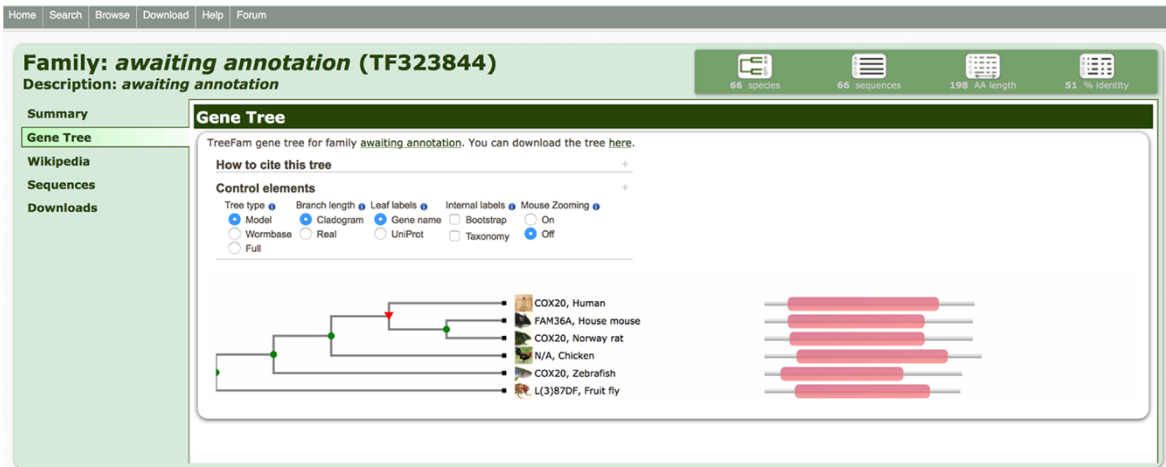 Home Search Browse Download Help Forum
Family: awaiting annotation (TF323844)
Description: awaiting annotation
66 species 66 sequences 198 AA length 51 % identity
Summary
Gene Tree
Wikipedia
Sequences
Downloads
Gene Tree
TreeFam gene tree for family awaiting annotation. You can download the tree here.
How to cite this tree +
Control elements +
Tree type Branch length Leaf labels Internal labels Mouse Zooming
Model Cladogram Gene name Bootstrap On
Wormbase Real UniProt Taxonomy Off
Full
COX20, Human
FAM36A, House mouse
COX20, Norway rat
N/A, Chicken
COX20, Zebrafish
L(3)87DF, Fruit fly